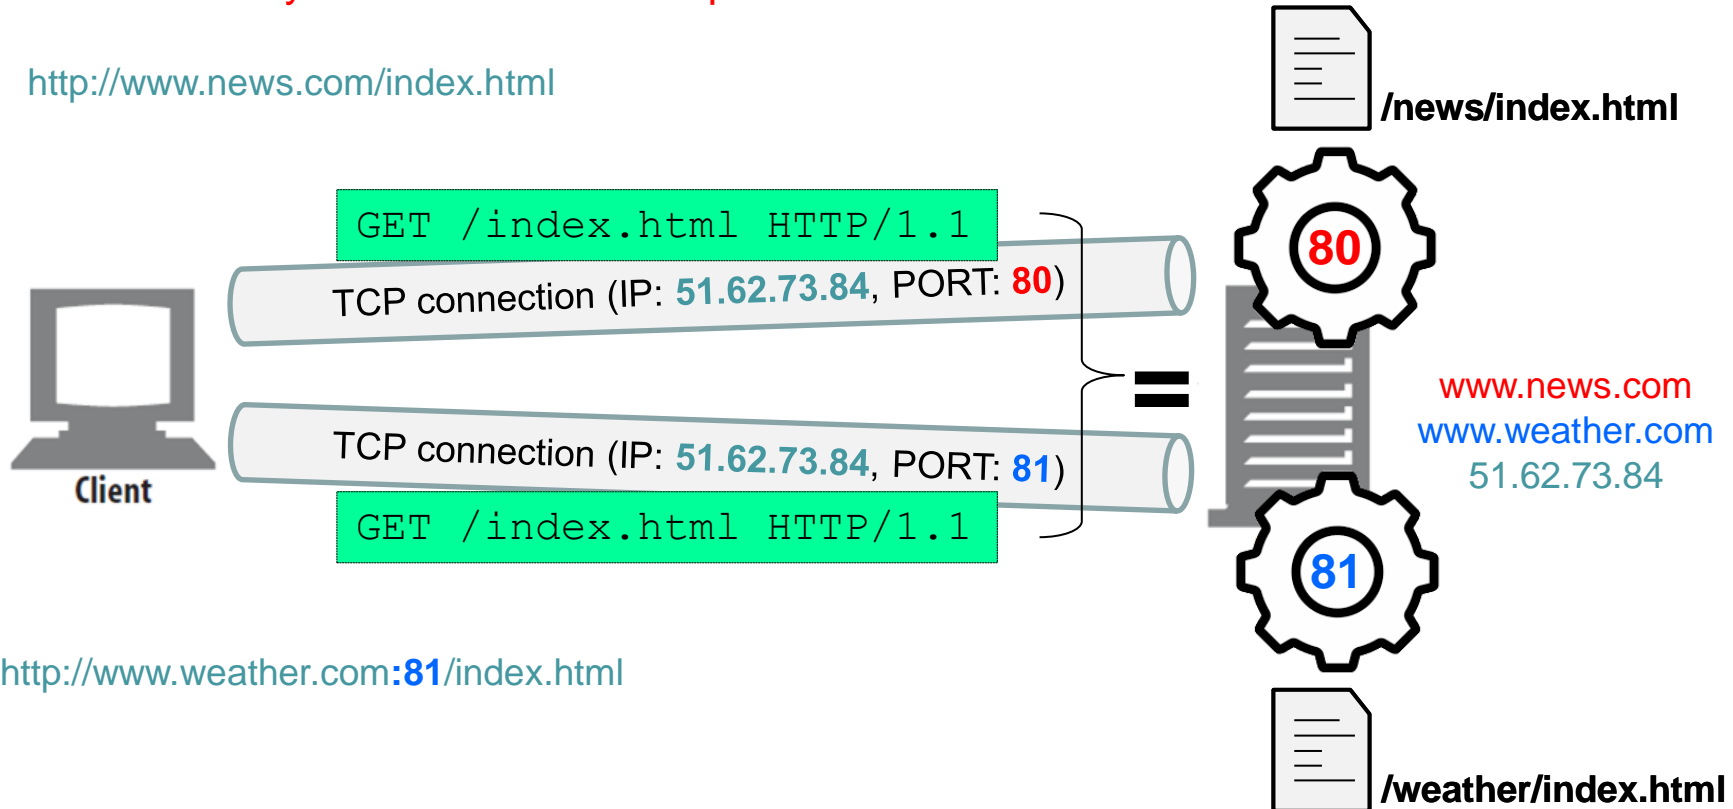 http://www.news.com/index.html
/news/index.html
GET /index.html HTTP/1.1
80
TCP connection (IP: 51.62.73.84, PORT: 80)
=
www.news.com
www.weather.com
51.62.73.84
TCP connection (IP: 51.62.73.84, PORT: 81)
Client
GET /index.html HTTP/1.1
81
http://www.weather.com:81/index.html
/weather/index.html